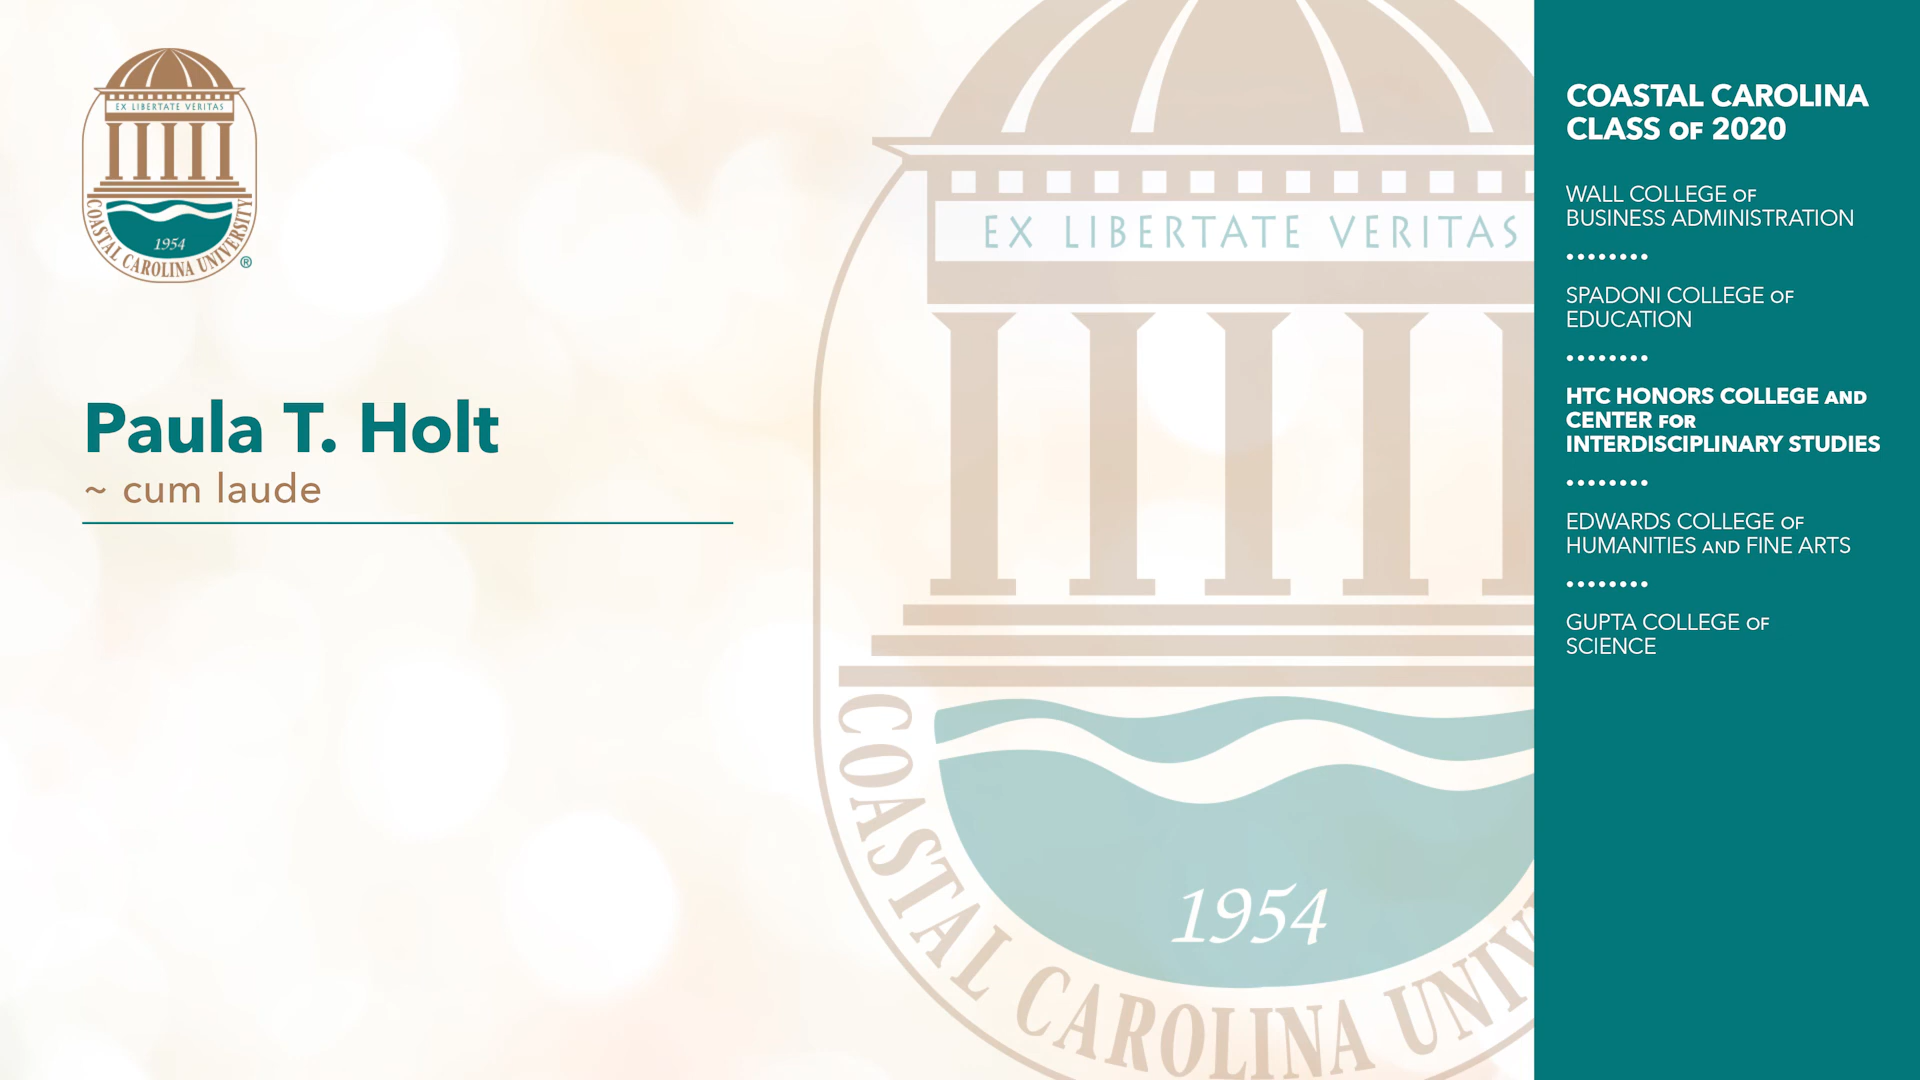 EX LIBERTATE VERITAS
1954
COASTAL CAROLINA UNIVERSITY®
Paula T. Holt
~ cum laude
EX LIBERTATE VERITAS
1954
COASTAL CAROLINA UNIV
COASTAL CAROLINA
CLASS OF 2020
WALL COLLEGE OF
BUSINESS ADMINISTRATION
SPADONI COLLEGE OF
EDUCATION
HTC HONORS COLLEGE AND
CENTER FOR
INTERDISCIPLINARY STUDIES
EDWARDS COLLEGE OF
HUMANITIES AND FINE ARTS
GUPTA COLLEGE OF
SCIENCE